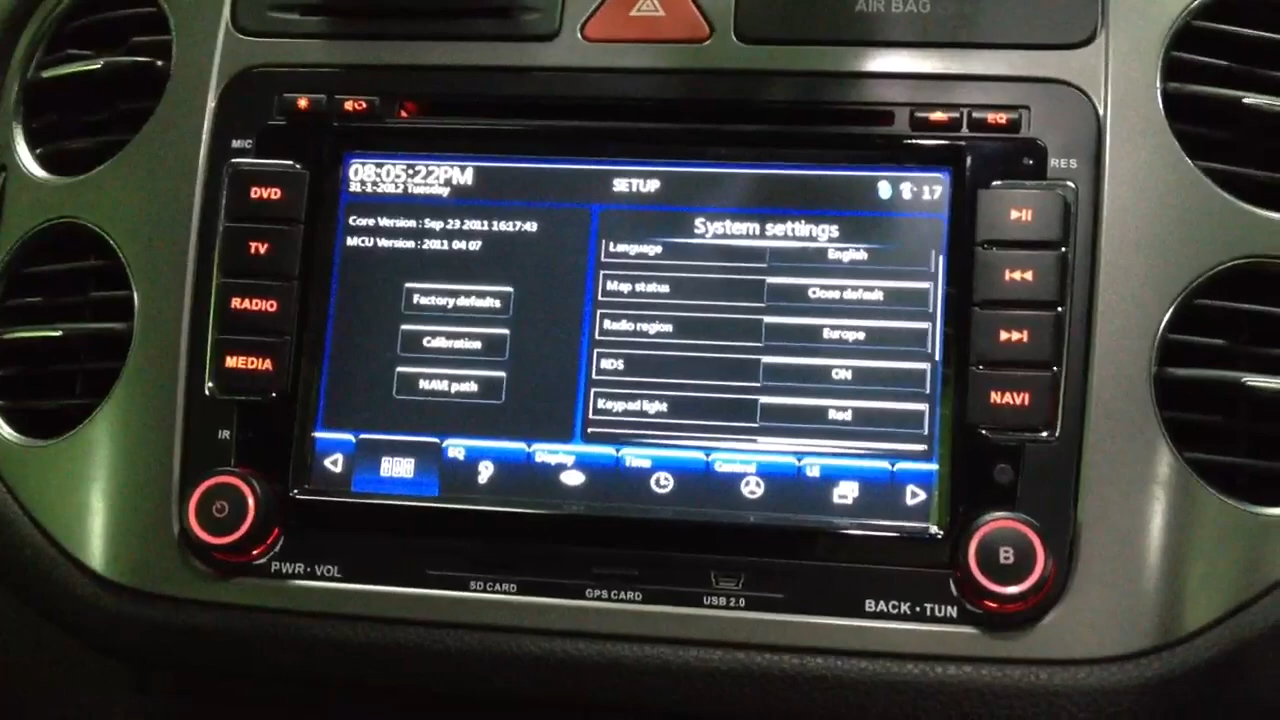 AIR BAG
EQ
MIC
RES
DVD
TV
RADIO
MEDIA
IR
08:05:22PM
31-1-2012 Tuesday
SETUP
17
Core Version : Sep 23 2011 16:17:43
MCU Version : 2011 04 07
Factory defaults
Calibration
NAVI path
System settings
Language English
Map status Close default
Radio region Europe
RDS ON
Keypad light Red
EQ
Display
Time
Control
UI
NAVI
B
PWR • VOL
SD CARD
GPS CARD
USB 2.0
BACK • TUN